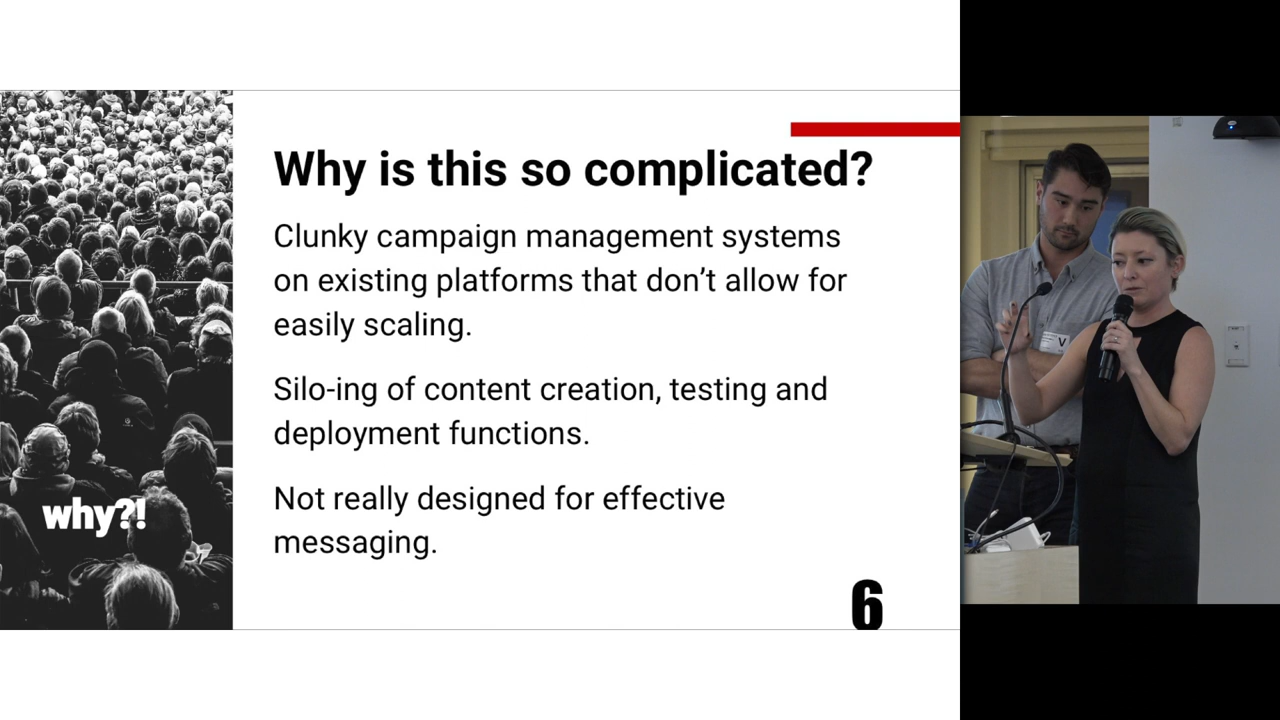 Why is this so complicated?
Clunky campaign management systems
on existing platforms that don’t allow for
easily scaling.
Silo-ing of content creation, testing and
deployment functions.
Not really designed for effective
messaging.
why?!
6
V